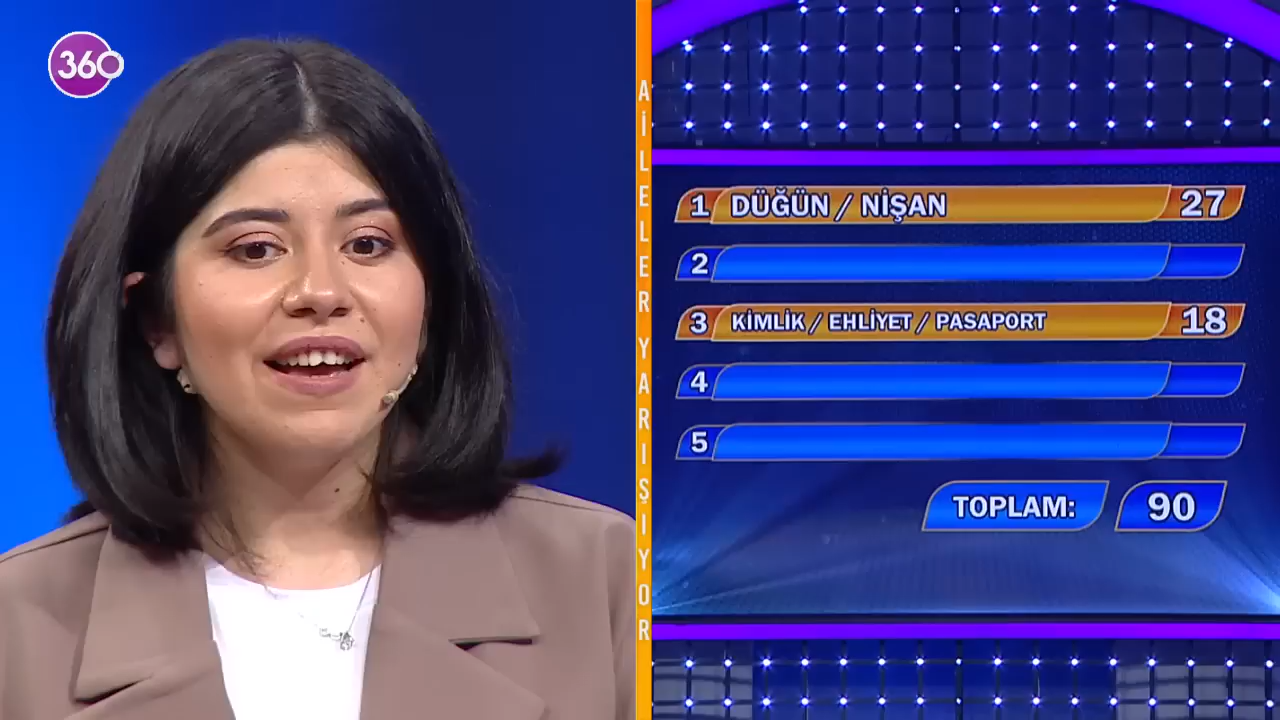 360
AİLELER YARIŞIYOR
1 DÜĞÜN / NİŞAN 27
2
3 KİMLİK / EHLİYET / PASAPORT 18
4
5
TOPLAM: 90